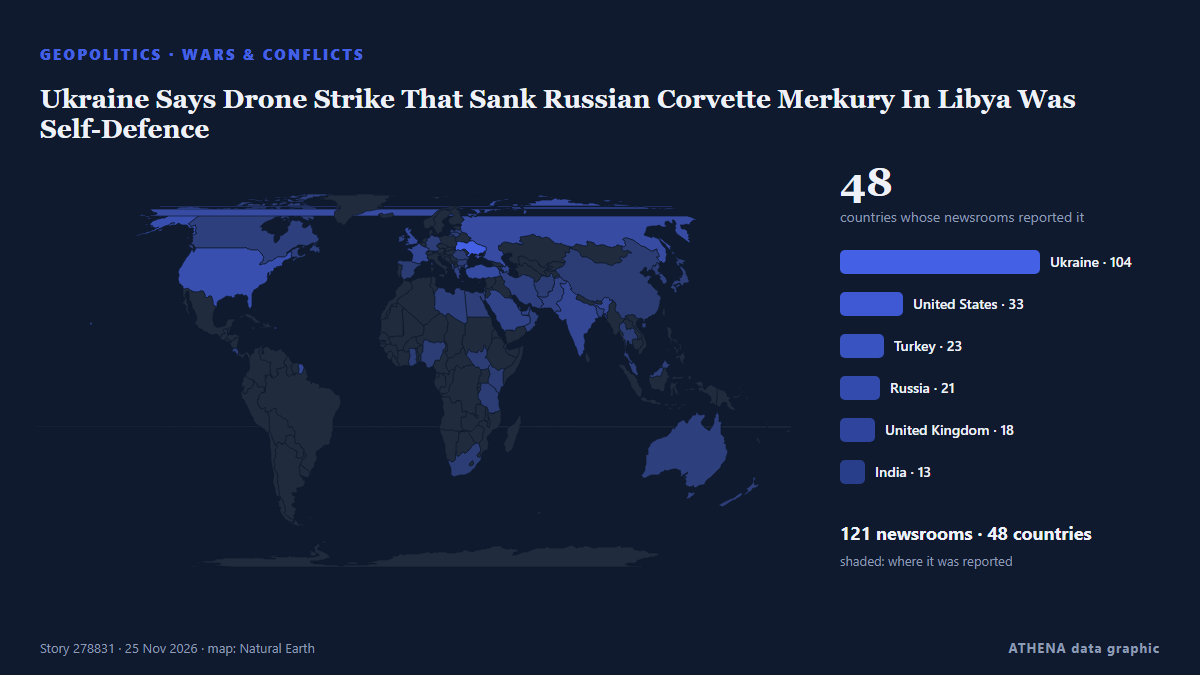 GEOPOLITICS · WARS & CONFLICTS
Ukraine Says Drone Strike That Sank Russian Corvette Merkury In Libya Was
Self-Defence
48
countries whose newsrooms reported it
Ukraine · 104
United States · 33
Turkey · 23
Russia · 21
United Kingdom · 18
India · 13
121 newsrooms · 48 countries
shaded: where it was reported
Story 278831 · 25 Nov 2026 · map: Natural Earth
ATHENA data graphic